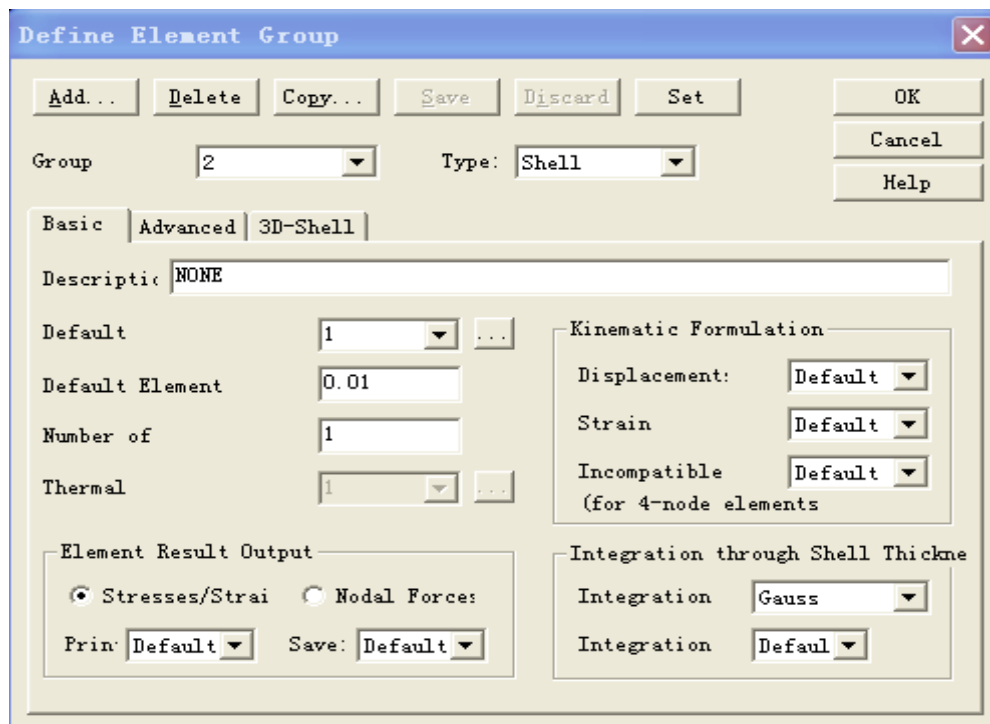 Define Element Group
Add... Delete Copy... Save Discard Set OK
Cancel
Group 2 Type: Shell
Help
Basic Advanced 3D-Shell
Descriptic NONE
Default 1 ...
Kinematic Formulation
Displacement: Default
Default Element 0.01
Strain Default
Number of 1
Incompatible Default
(for 4-node elements
Thermal 1 ...
Element Result Output
Stresses/Strai Nodal Forces
Prin Default Save: Default
Integration through Shell Thickne
Integration Gauss
Integration Defaul